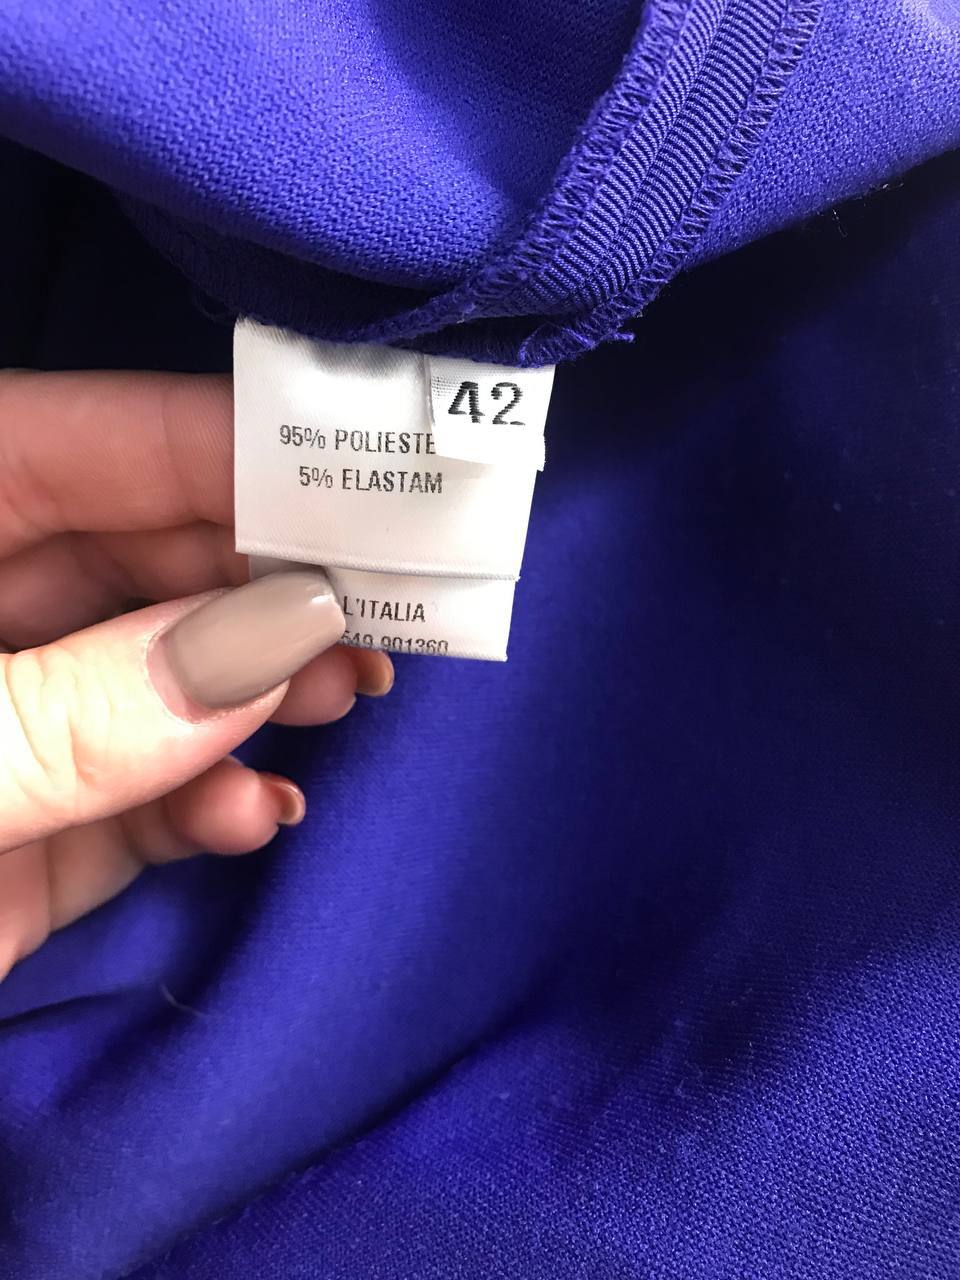 42
95% POLIESTE
5% ELASTAM
L'ITALIA
549 901360